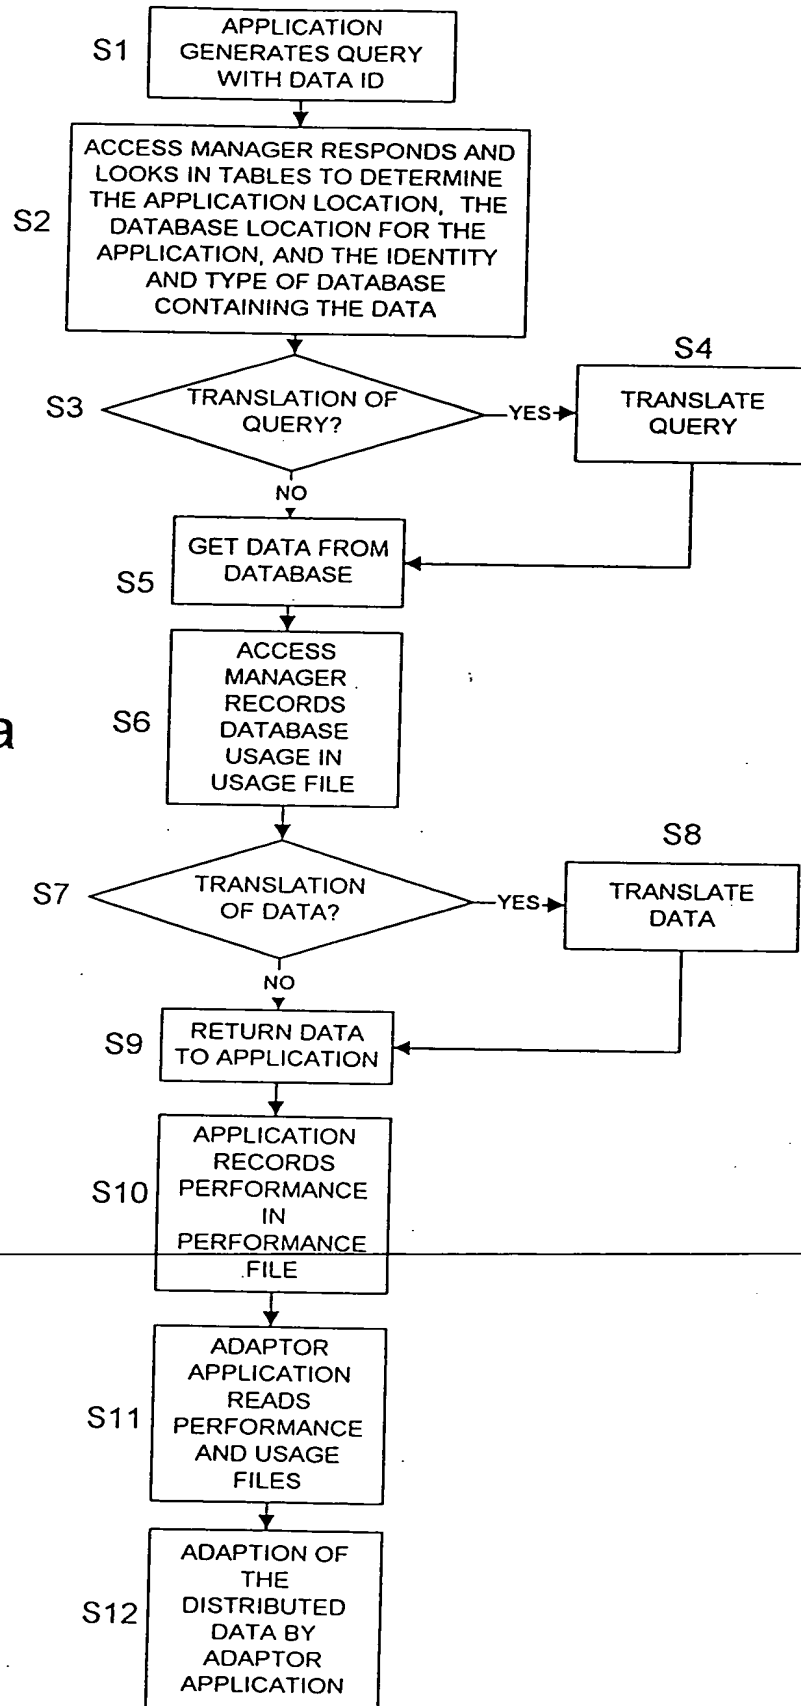 S1
APPLICATION
GENERATES QUERY
WITH DATA ID
S2
ACCESS MANAGER RESPONDS AND
LOOKS IN TABLES TO DETERMINE
THE APPLICATION LOCATION, THE
DATABASE LOCATION FOR THE
APPLICATION, AND THE IDENTITY
AND TYPE OF DATABASE
CONTAINING THE DATA
S3
TRANSLATION OF
QUERY?
YES
S4
TRANSLATE
QUERY
NO
S5
GET DATA FROM
DATABASE
S6
ACCESS
MANAGER
RECORDS
DATABASE
USAGE IN
USAGE FILE
a
S7
TRANSLATION
OF DATA?
YES
S8
TRANSLATE
DATA
NO
S9
RETURN DATA
TO APPLICATION
S10
APPLICATION
RECORDS
PERFORMANCE
IN
PERFORMANCE
FILE
S11
ADAPTOR
APPLICATION
READS
PERFORMANCE
AND USAGE
FILES
S12
ADAPTION OF
THE
DISTRIBUTED
DATA BY
ADAPTOR
APPLICATION